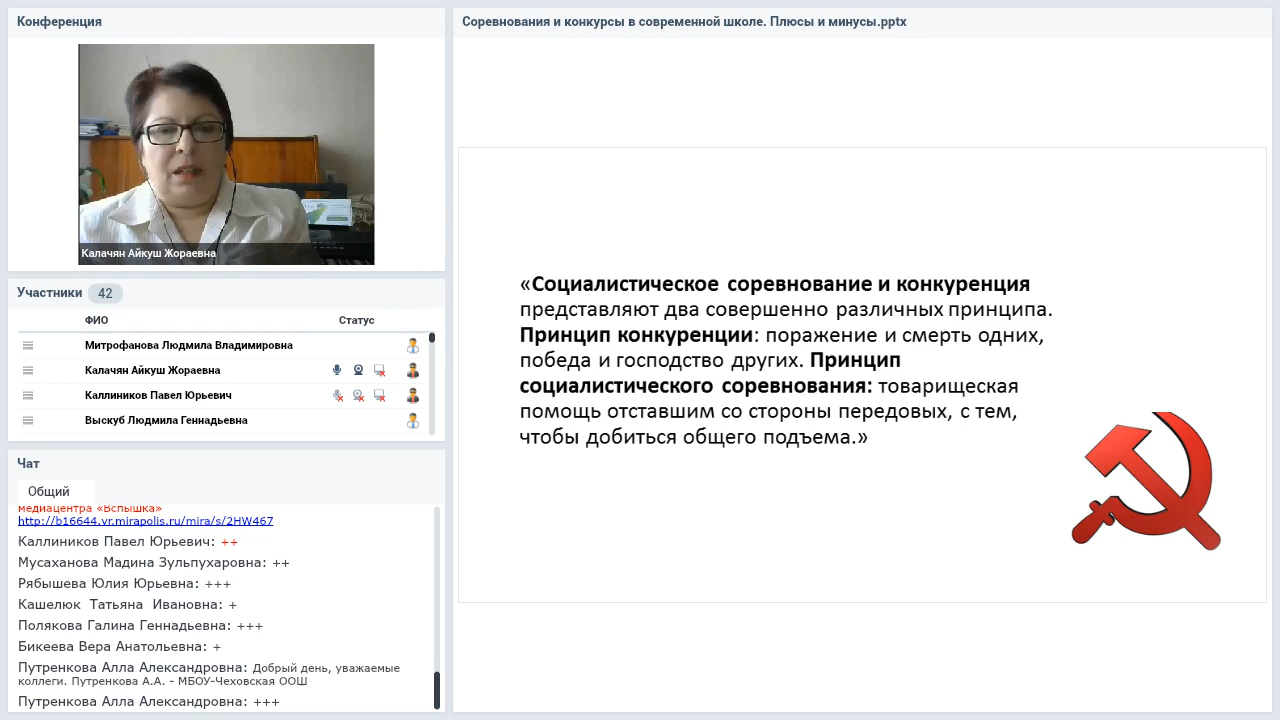 Конференция
Калачян Айкуш Жораевна
Участники 42
ФИО Статус
Митрофанова Людмила Владимировна
Калачян Айкуш Жораевна
Каллиников Павел Юрьевич
Выскуб Людмила Геннадьевна
Чат
Общий
медиацентра «Вспышка»
http://b16644.vr.mirapolis.ru/mira/s/2HW467
Каллиников Павел Юрьевич: ++
Мусаханова Мадина Зульпухаровна: ++
Рябышева Юлия Юрьевна: +++
Кашелюк Татьяна Ивановна: +
Полякова Галина Геннадьевна: +++
Бикеева Вера Анатольевна: +
Путренкова Алла Александровна: Добрый день, уважаемые
коллеги. Путренкова А.А. - МБОУ-Чеховская ООШ
Путренкова Алла Александровна: +++
Соревнования и конкурсы в современной школе. Плюсы и минусы.pptx
«Социалистическое соревнование и конкуренция
представляют два совершенно различных принципа.
Принцип конкуренции: поражение и смерть одних,
победа и господство других. Принцип
социалистического соревнования: товарищеская
помощь отставшим со стороны передовых, с тем,
чтобы добиться общего подъема.»